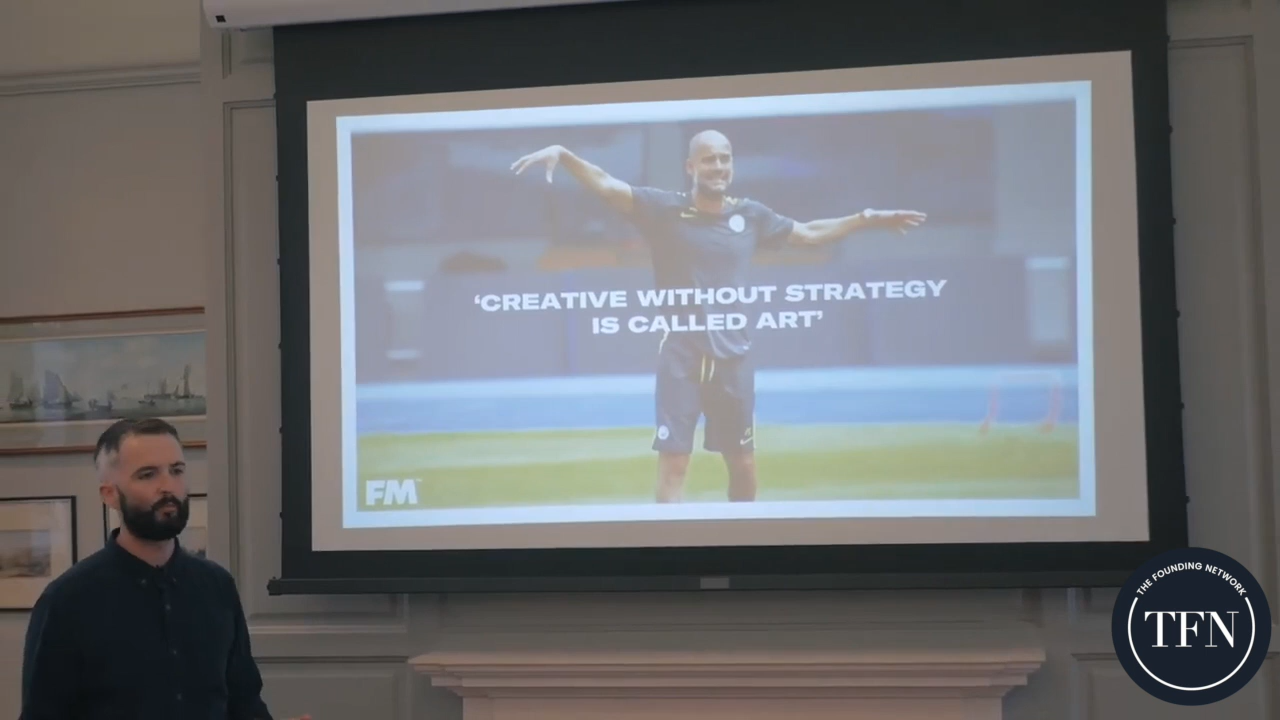 ‘CREATIVE WITHOUT STRATEGY
IS CALLED ART’
FM
THE FOUNDING NETWORK
TFN